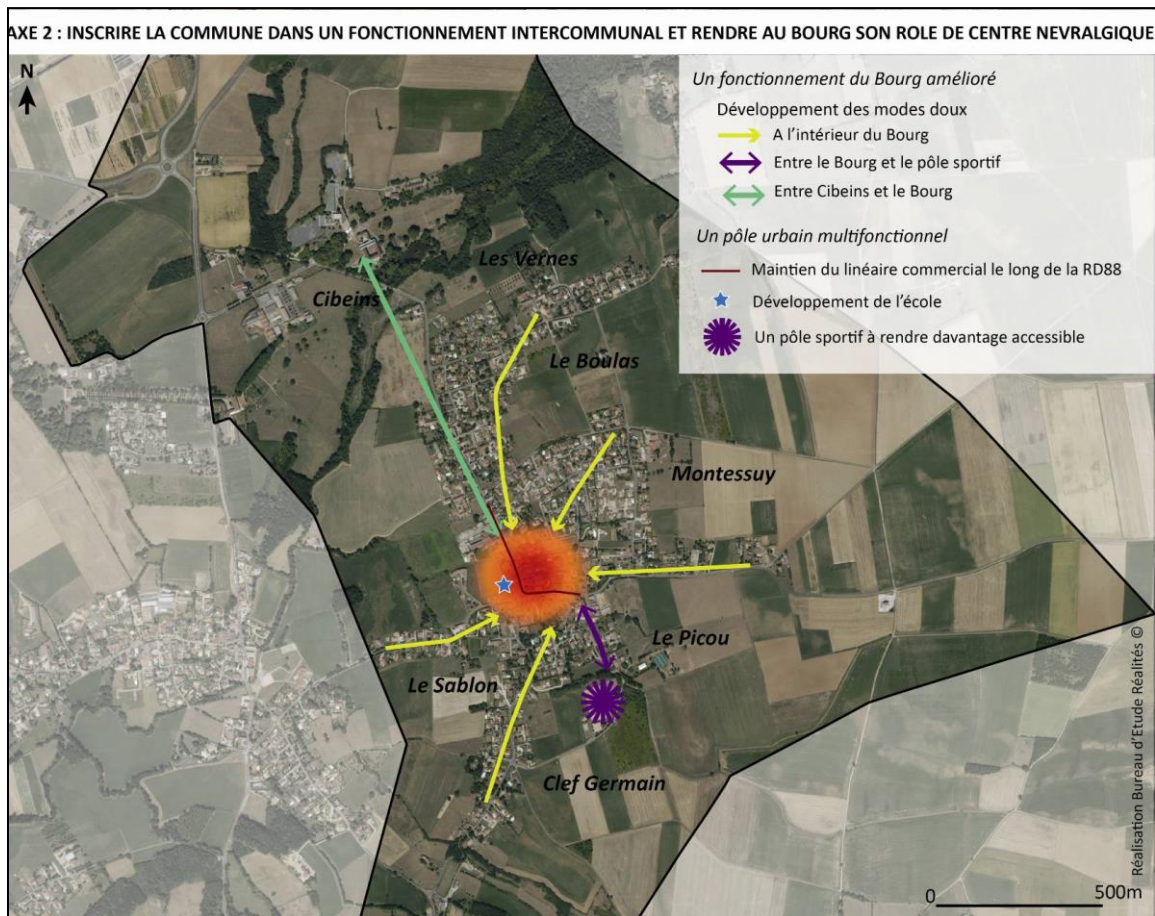 AXE 2 : INSCRIRE LA COMMUNE DANS UN FONCTIONNEMENT INTERCOMMUNAL ET RENDRE AU BOURG SON ROLE DE CENTRE NEVRALGIQUE
N
Un fonctionnement du Bourg amélioré
Développement des modes doux
A l'intérieur du Bourg
Entre le Bourg et le pôle sportif
Entre Cibeins et le Bourg
Un pôle urbain multifonctionnel
Maintien du linéaire commercial le long de la RD88
Développement de l'école
Un pôle sportif à rendre davantage accessible
Les Vernes
Cibeins
Le Boulas
Montessuy
Le Picou
Le Sablon
Clef Germain
Réalisation Bureau d'Etude Réalités ©
0 500m